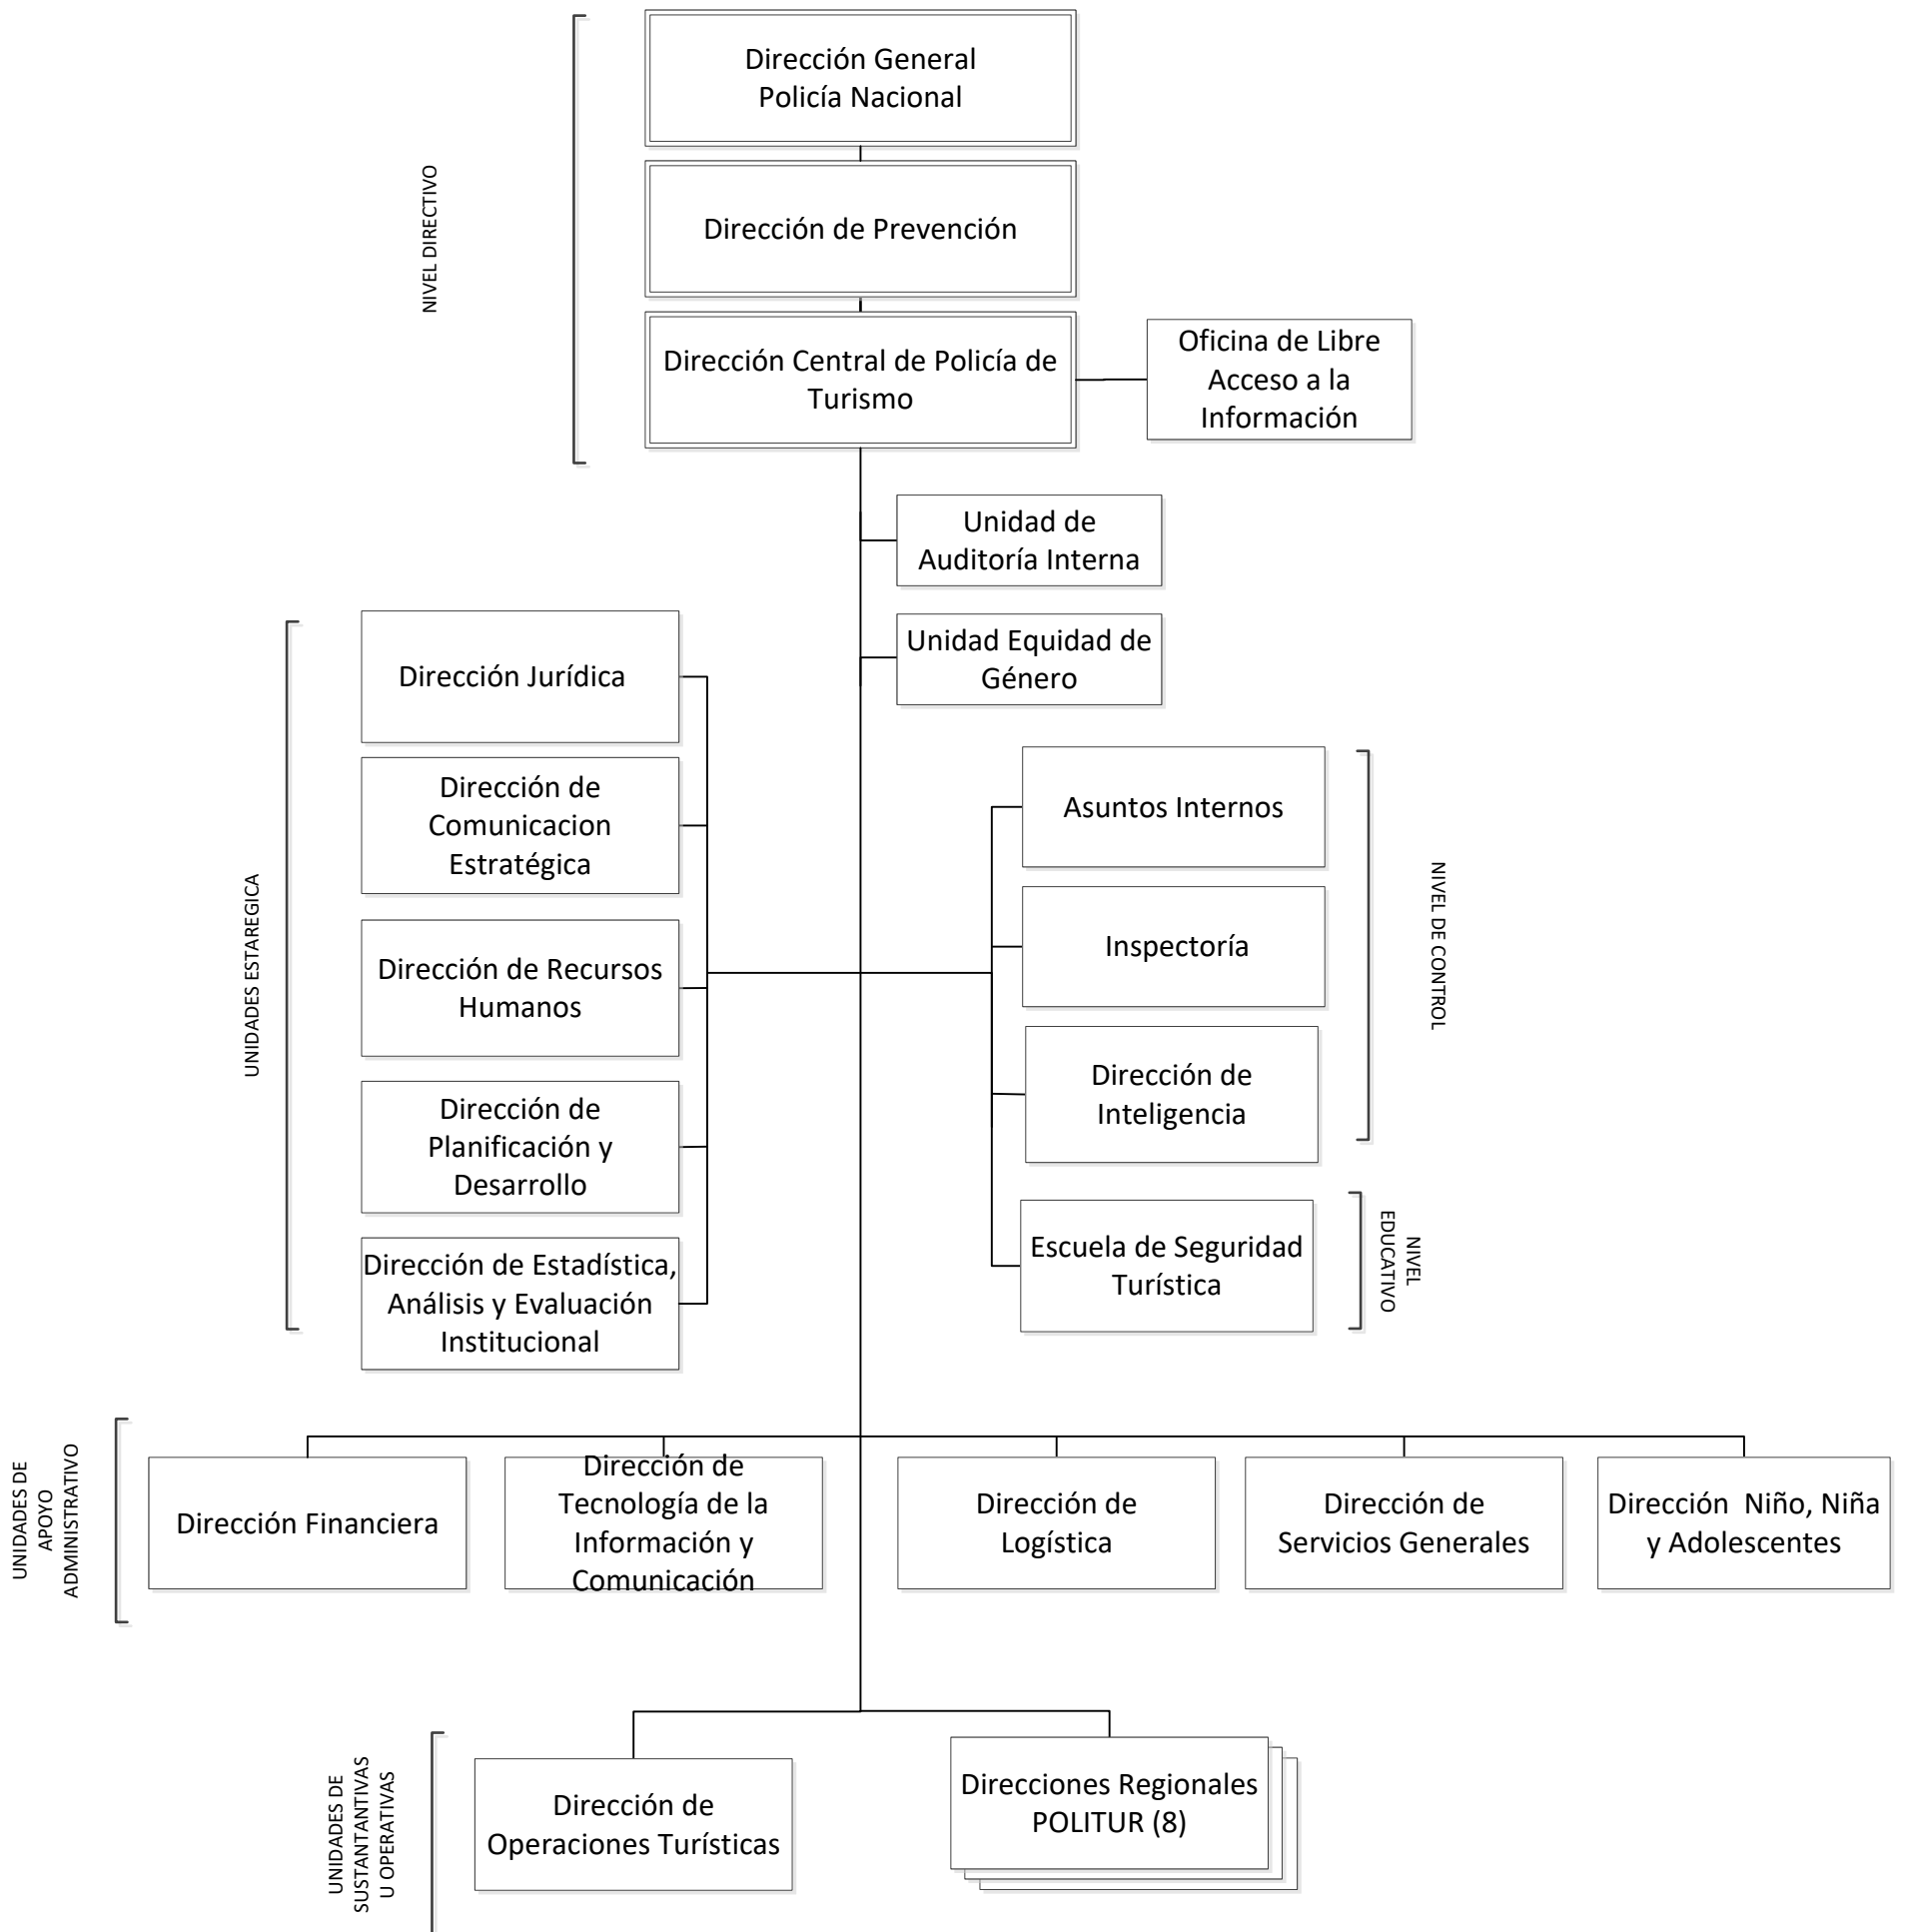 Dirección General
Policía Nacional
NIVEL DIRECTIVO
Dirección de Prevención
Dirección Central de Policía de
Turismo
Oficina de Libre
Acceso a la
Información
Unidad de
Auditoría Interna
Unidad Equidad de
Género
UNIDADES ESTAREGICA
Dirección Jurídica
Dirección de
Comunicacion
Estratégica
Dirección de Recursos
Humanos
Dirección de
Planificación y
Desarrollo
Dirección de Estadística,
Análisis y Evaluación
Institucional
Asuntos Internos
Inspectoría
Dirección de
Inteligencia
NIVEL DE CONTROL
Escuela de Seguridad
Turística
NIVEL
EDUCATIVO
UNIDADES DE
APOYO
ADMINISTRATIVO
Dirección Financiera
Dirección de
Tecnología de la
Información y
Comunicación
Dirección de
Logística
Dirección de
Servicios Generales
Dirección  Niño, Niña
y Adolescentes
UNIDADES DE
SUSTANTANTIVAS
U OPERATIVAS
Dirección de
Operaciones Turísticas
Direcciones Regionales
POLITUR (8)